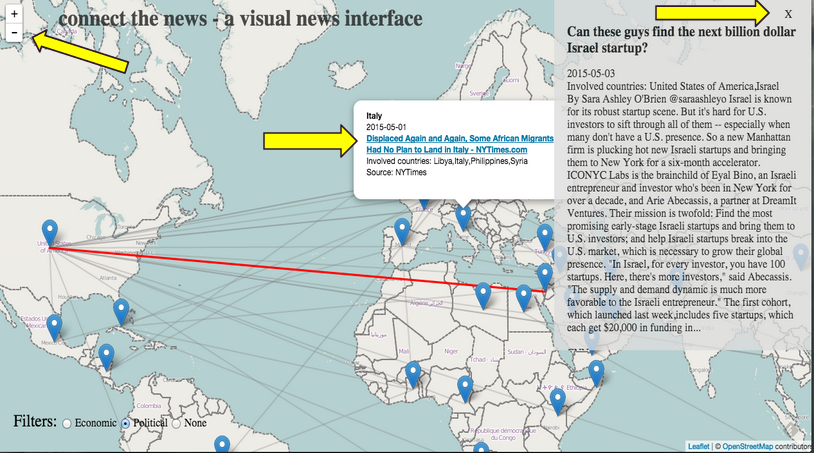 +
−
connect the news - a visual news interface
X
Can these guys find the next billion dollar
Israel startup?
2015-05-03
Involved countries: United States of America,Israel
By Sara Ashley O'Brien @saraashleyo Israel is known
for its robust startup scene. But it's hard for U.S.
investors to sift through all of them -- especially when
many don't have a U.S. presence. So a new Manhattan
firm is plucking hot new Israeli startups and bringing
them to New York for a six-month accelerator.
ICONYC Labs is the brainchild of Eyal Bino, an Israeli
entrepreneur and investor who's been in New York for
over a decade, and Arie Abecassis, a partner at DreamIt
Ventures. Their mission is twofold: Find the most
promising early-stage Israeli startups and bring them to
U.S. investors; and help Israeli startups break into the
U.S. market, which is necessary to grow their global
presence. "In Israel, for every investor, you have 100
startups. Here, there's more investors," said Abecassis.
"The supply and demand dynamic is much more
favorable to the Israeli entrepreneur." The first cohort,
which launched last week,includes five startups, which
each get $20,000 in funding in...
Italy
2015-05-01
Displaced Again and Again, Some African Migrants
Had No Plan to Land in Italy - NYTimes.com
Involved countries: Libya,Italy,Philippines,Syria
Source: NYTimes
Norge
Sverige
Suomi
Atlanta
México
Mali
Niger
Tchad
Sudan - السودان
Colombia
République démocratique
du Congo
Filters: Economic Political None
Leaflet | © OpenStreetMap contributors